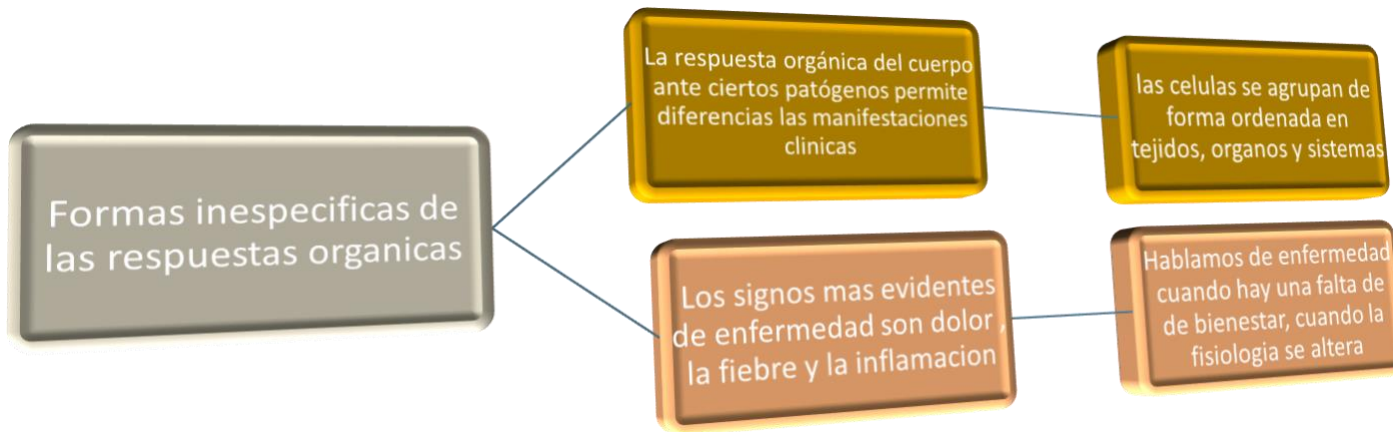 Formas inespecificas de
las respuestas organicas
La respuesta orgánica del cuerpo
ante ciertos patógenos permite
diferencias las manifestaciones
clinicas
las celulas se agrupan de
forma ordenada en
tejidos, organos y sistemas
Los signos mas evidentes
de enfermedad son dolor ,
la fiebre y la inflamacion
Hablamos de enfermedad
cuando hay una falta de
de bienestar, cuando la
fisiologia se altera